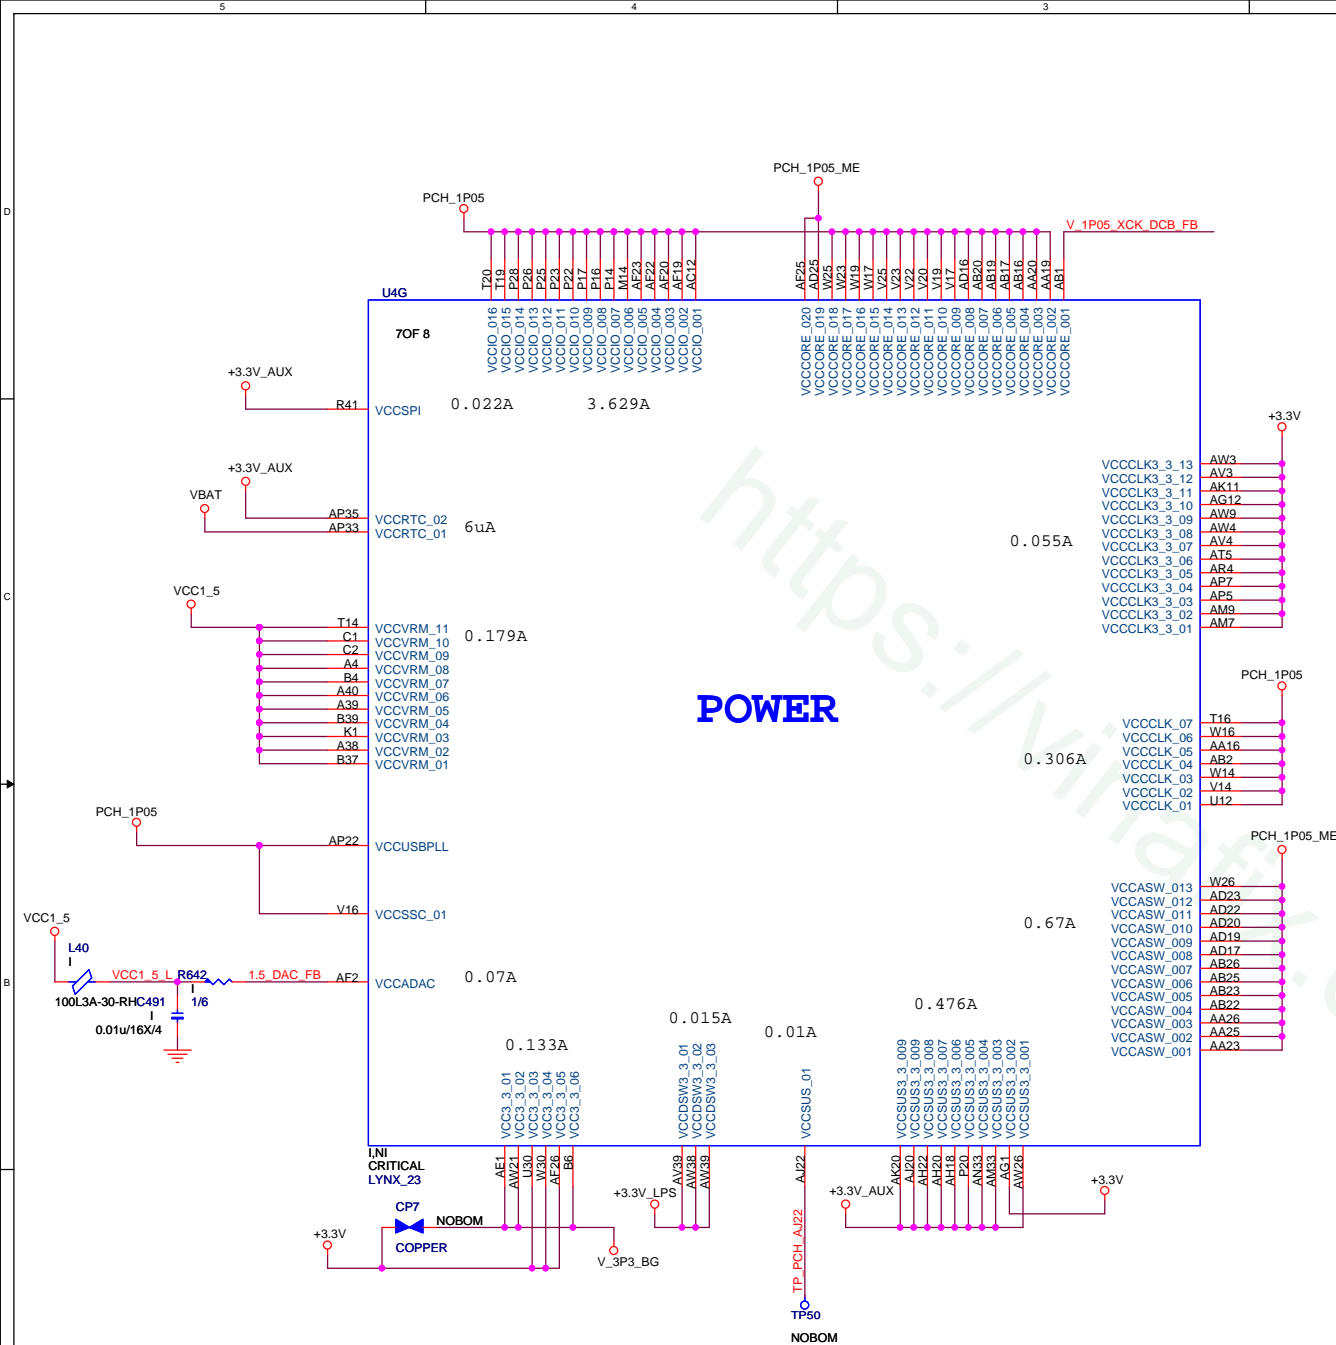 5 4 3
PCH_1P05_ME
PCH_1P05
D
V_1P05_XCK_DCB_FB
T20 T19 P28 P26 P25 P23 P22 P17 P16 P14 M14 AF23 AF22 AF20 AF19 AC12
AF25 AD25 W25 W23 W19 W17 V25 V23 V22 V20 V19 V17 AD16 AB20 AB19 AB17 AB16 AA20 AA19 AB1
U4G
7OF 8
VCCIO_016 VCCIO_015 VCCIO_014 VCCIO_013 VCCIO_012 VCCIO_011 VCCIO_010 VCCIO_009 VCCIO_008 VCCIO_007 VCCIO_006 VCCIO_005 VCCIO_004 VCCIO_003 VCCIO_002 VCCIO_001
VCCCORE_020 VCCCORE_019 VCCCORE_018 VCCCORE_017 VCCCORE_016 VCCCORE_015 VCCCORE_014 VCCCORE_013 VCCCORE_012 VCCCORE_011 VCCCORE_010 VCCCORE_009 VCCCORE_008 VCCCORE_007 VCCCORE_006 VCCCORE_005 VCCCORE_004 VCCCORE_003 VCCCORE_002 VCCCORE_001
+3.3V_AUX
R41 VCCSPI 0.022A 3.629A
+3.3V
+3.3V_AUX
VBAT
AP35 VCCRTC_02
AP33 VCCRTC_01
6uA
VCCCLK3_3_13 AW3
VCCCLK3_3_12 AV3
VCCCLK3_3_11 AK11
VCCCLK3_3_10 AG12
VCCCLK3_3_09 AW9
VCCCLK3_3_08 AW4
VCCCLK3_3_07 AV4
VCCCLK3_3_06 AT5
VCCCLK3_3_05 AR4
VCCCLK3_3_04 AP7
VCCCLK3_3_03 AP5
VCCCLK3_3_02 AM9
VCCCLK3_3_01 AM7
0.055A
C
VCC1_5
T14 VCCVRM_11
C1 VCCVRM_10
C2 VCCVRM_09
A4 VCCVRM_08
B4 VCCVRM_07
A40 VCCVRM_06
A39 VCCVRM_05
B39 VCCVRM_04
K1 VCCVRM_03
A38 VCCVRM_02
B37 VCCVRM_01
0.179A
POWER
PCH_1P05
VCCCLK_07 T16
VCCCLK_06 W16
VCCCLK_05 AA16
VCCCLK_04 AB2
VCCCLK_03 W14
VCCCLK_02 V14
VCCCLK_01 U12
0.306A
PCH_1P05
AP22 VCCUSBPLL
V16 VCCSSC_01
PCH_1P05_ME
VCCASW_013 W26
VCCASW_012 AD23
VCCASW_011 AD22
VCCASW_010 AD20
VCCASW_009 AD19
VCCASW_008 AD17
VCCASW_007 AB26
VCCASW_006 AB25
VCCASW_005 AB23
VCCASW_004 AB22
VCCASW_003 AA26
VCCASW_002 AA25
VCCASW_001 AA23
0.67A
VCC1_5
L40
I
B
VCC1_5_L R642 1.5_DAC_FB AF2 VCCADAC 0.07A
100L3A-30-RH C491 I 1/6
I
0.01u/16X/4
0.133A
0.015A
0.01A
0.476A
VCC3_3_01 VCC3_3_02 VCC3_3_03 VCC3_3_04 VCC3_3_05 VCC3_3_06
VCCDSW3_3_01 VCCDSW3_3_02 VCCDSW3_3_03
VCCSUS_01
VCCSUS3_3_009 VCCSUS3_3_009 VCCSUS3_3_008 VCCSUS3_3_007 VCCSUS3_3_006 VCCSUS3_3_005 VCCSUS3_3_004 VCCSUS3_3_003 VCCSUS3_3_002 VCCSUS3_3_001
I,NI
CRITICAL
LYNX_23
AE1 AW21 U30 W30 AF26 B6
AV39 AW38 AW39
AJ22
AK20 AJ20 AH22 AH20 AH18 P20 AN33 AM33 AG1 AW26
CP7
NOBOM
COPPER
+3.3V
V_3P3_BG
+3.3V_LPS
+3.3V_AUX
+3.3V
TP_PCH_AJ22
TP50
NOBOM